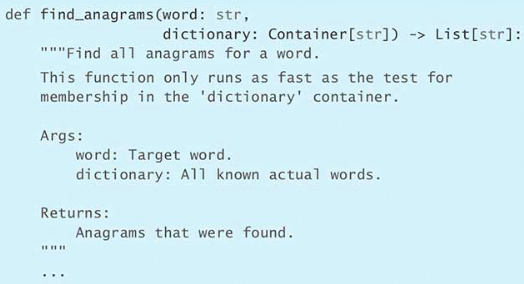 def find_anagrams(word: str,
                  dictionary: Container[str]) -> List[str]:
    """Find all anagrams for a word.
    This function only runs as fast as the test for
    membership in the 'dictionary' container.

    Args:
        word: Target word.
        dictionary: All known actual words.

    Returns:
        Anagrams that were found.
    """
    ...